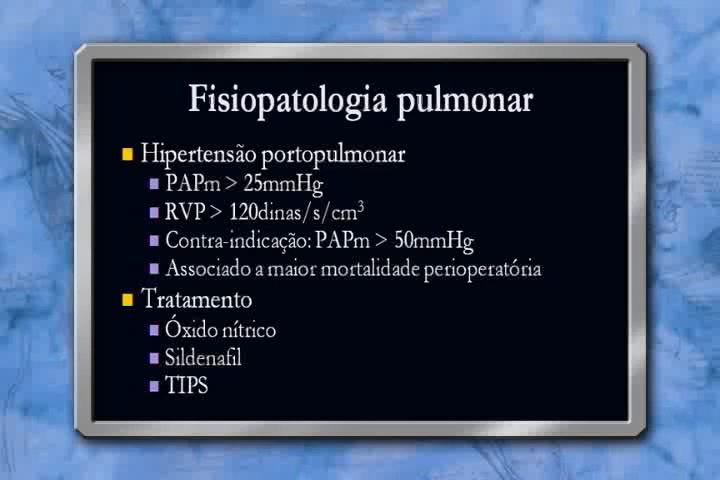 Fisiopatologia pulmonar
Hipertensão portopulmonar
PAPm > 25mmHg
RVP > 120dinas/s/cm³
Contra-indicação: PAPm > 50mmHg
Associado a maior mortalidade perioperatória
Tratamento
Óxido nítrico
Sildenafil
TIPS